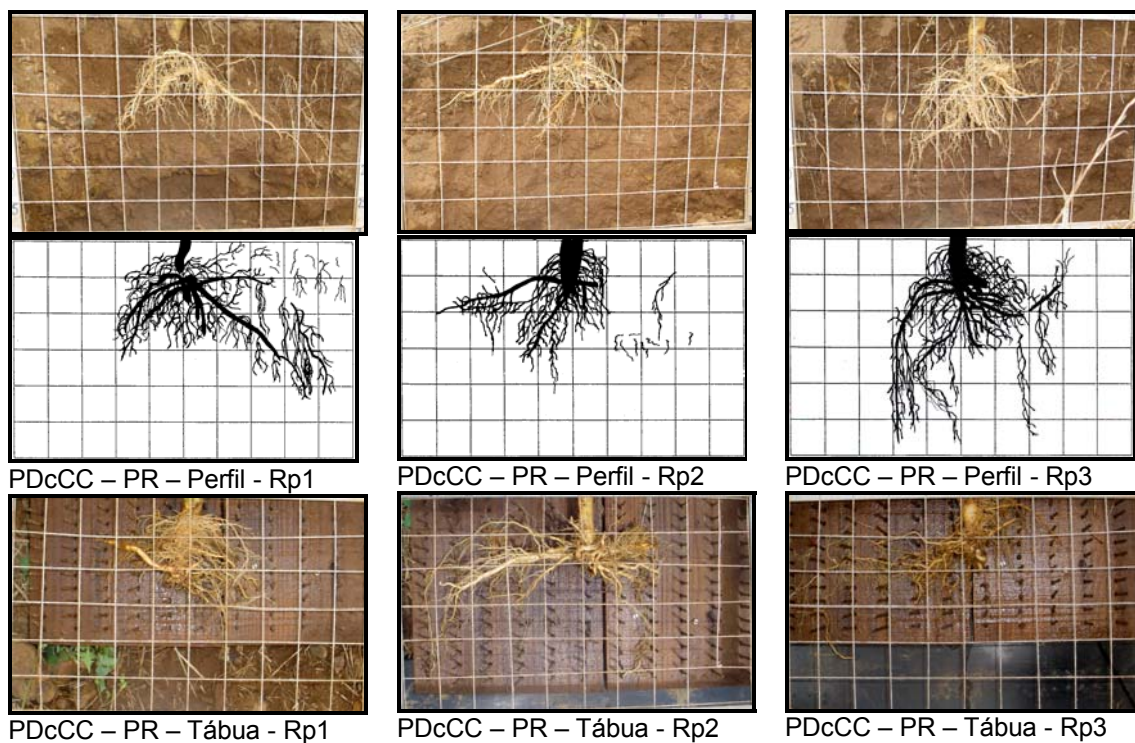 PDcCC – PR – Perfil - Rp1
PDcCC – PR – Perfil - Rp2
PDcCC – PR – Perfil - Rp3
PDcCC – PR – Tábua - Rp1
PDcCC – PR – Tábua - Rp2
PDcCC – PR – Tábua - Rp3